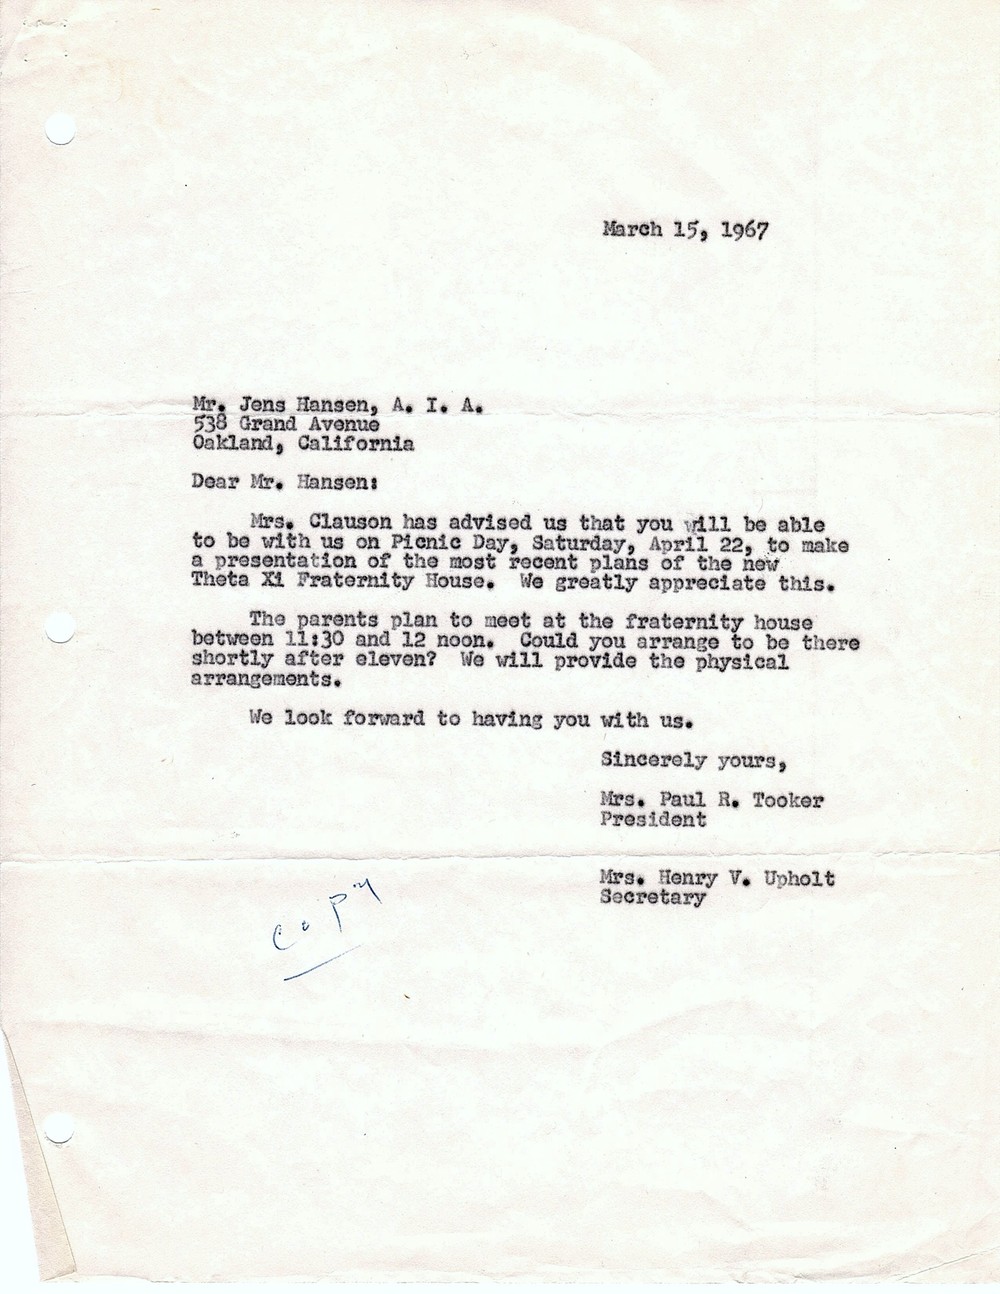 March 15, 1967
Mr. Jens Hansen, A. I. A.
538 Grand Avenue
Oakland, California
Dear Mr. Hansen:
Mrs. Clauson has advised us that you will be able
to be with us on Picnic Day, Saturday, April 22, to make
a presentation of the most recent plans of the new
Theta Xi Fraternity House. We greatly appreciate this.
The parents plan to meet at the fraternity house
between 11:30 and 12 noon. Could you arrange to be there
shortly after eleven? We will provide the physical
arrangements.
We look forward to having you with us.
Sincerely yours,
Mrs. Paul R. Tooker
President
Mrs. Henry V. Upholt
Secretary
copy